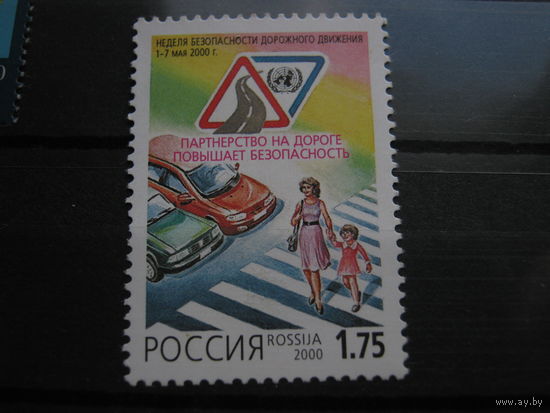 НЕДЕЛЯ БЕЗОПАСНОСТИ ДОРОЖНОГО ДВИЖЕНИЯ
1–7 МАЯ 2000 г.
ПАРТНЕРСТВО НА ДОРОГЕ
ПОВЫШАЕТ БЕЗОПАСНОСТЬ
РОССИЯ
ROSSIJA
2000
1.75
www.ay.by